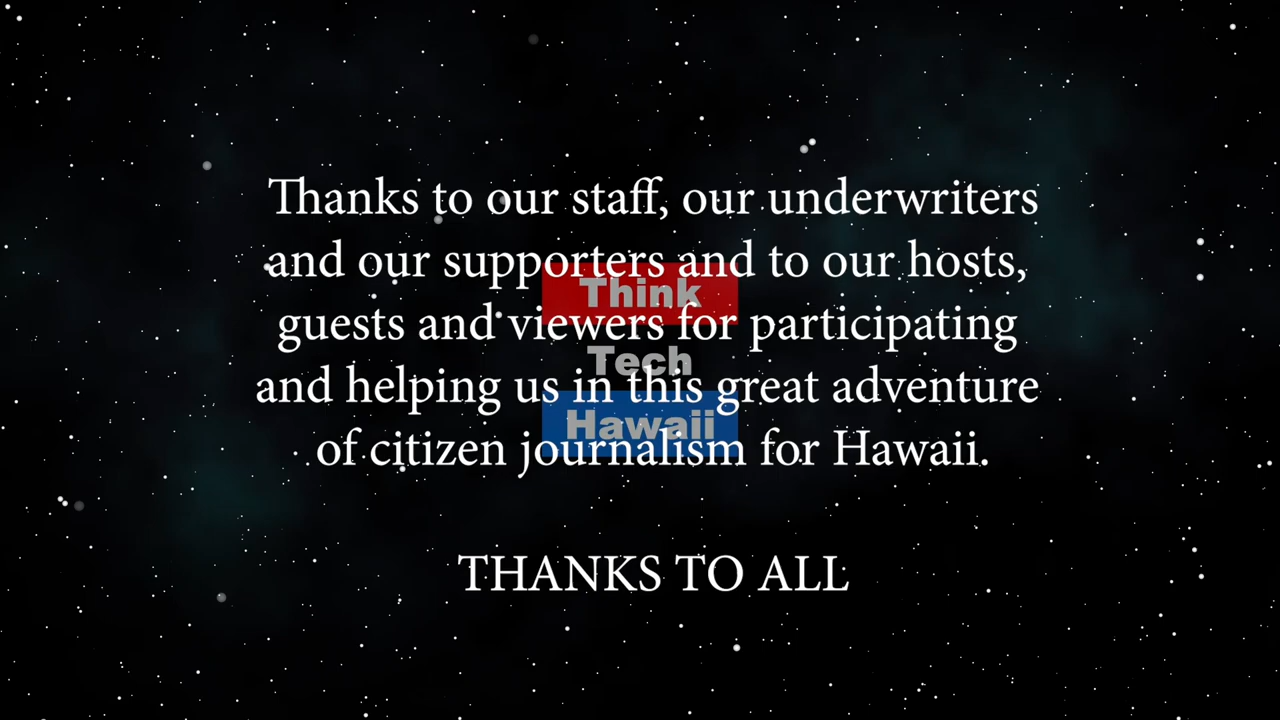 Thanks to our staff, our underwriters
and our supporters and to our hosts,
Think
guests and viewers for participating
Tech
and helping us in this great adventure
Hawaii
of citizen journalism for Hawaii.
THANKS TO ALL